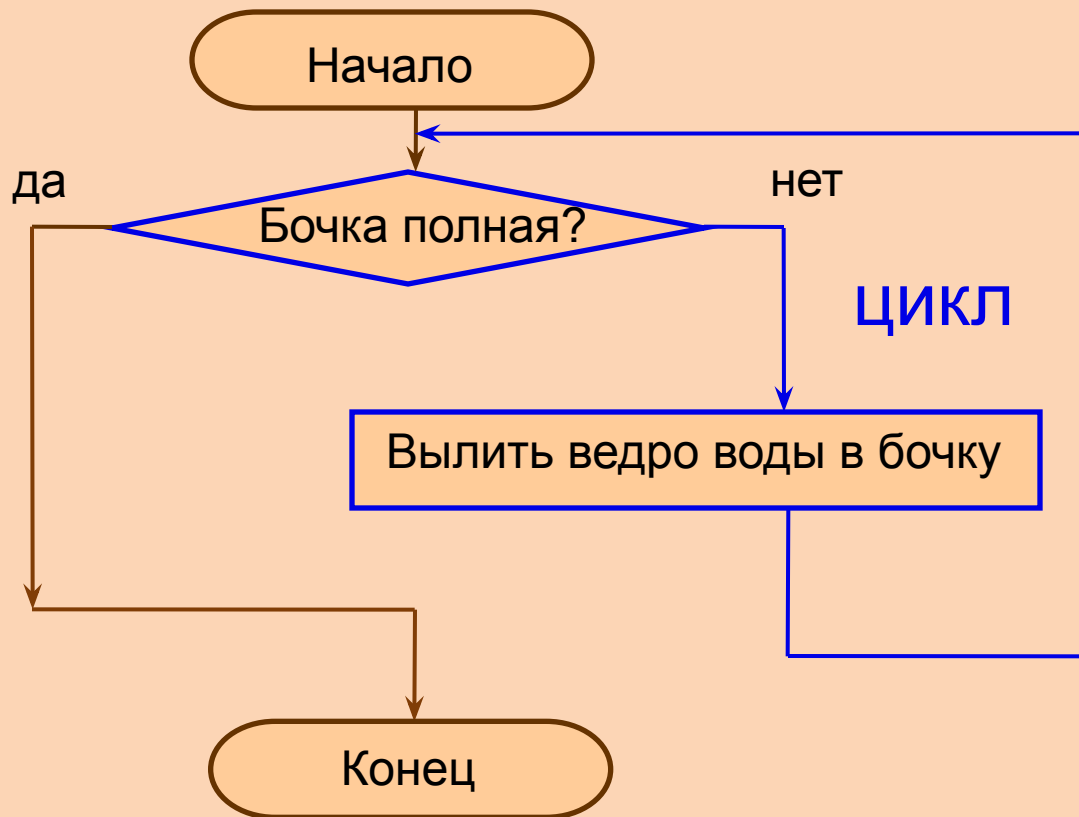 Начало
да
нет
Бочка полная?
цикл
Вылить ведро воды в бочку
Конец